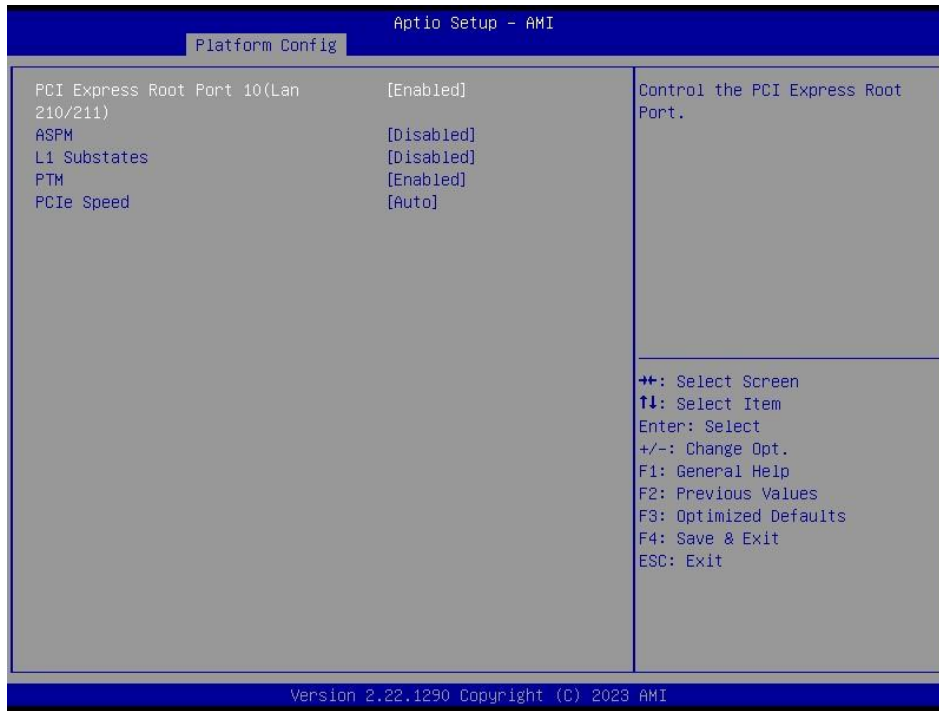 Aptio Setup - AMI
Platform Config
PCI Express Root Port 10(Lan [Enabled]
210/211)
ASPM [Disabled]
L1 Substates [Disabled]
PTM [Enabled]
PCIe Speed [Auto]
Control the PCI Express Root
Port.
→←: Select Screen
↑↓: Select Item
Enter: Select
+/-: Change Opt.
F1: General Help
F2: Previous Values
F3: Optimized Defaults
F4: Save & Exit
ESC: Exit
Version 2.22.1290 Copyright (C) 2023 AMI